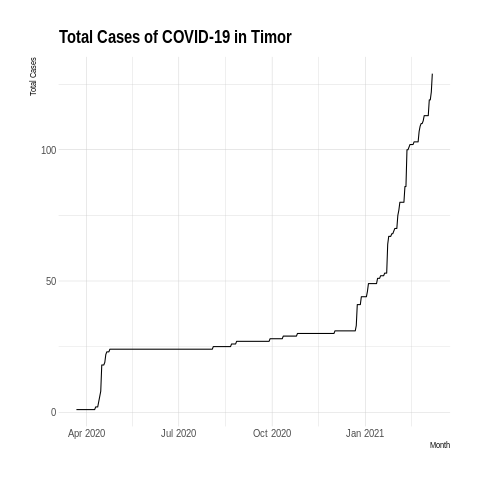 Total Cases of COVID-19 in Timor
Total Cases
100
50
0
Apr 2020 Jul 2020 Oct 2020 Jan 2021
Month